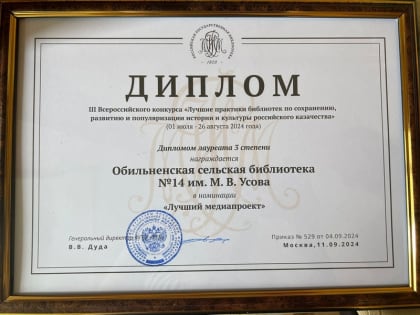 ДИПЛОМ
III Всероссийского конкурса «Лучшие практики библиотек по сохранению,
развитию и популяризации истории и культуры российского казачества»
(01 июля - 26 августа 2024 года)
Дипломом лауреата 3 степени
награждается
Обильненская сельская библиотека
№14 им. М. В. Усова
в номинации
«Лучший медиапроект»
Генеральный директор
В.В. Дуда
Приказ № 529 от 04.09.2024
Москва, 11.09.2024